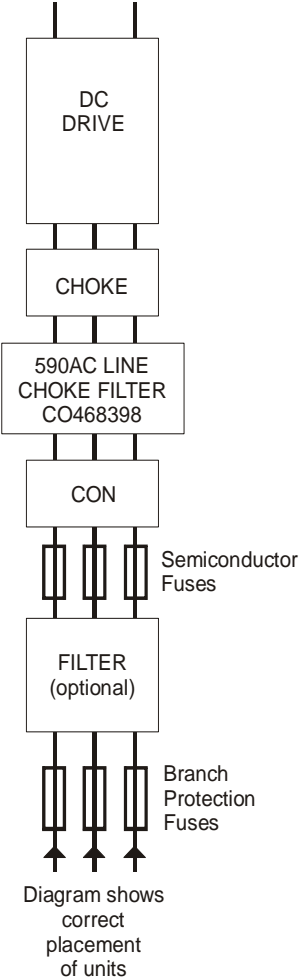 DC
DRIVE
CHOKE
590AC LINE
CHOKE FILTER
CO468398
CON
Semiconductor
Fuses
FILTER
(optional)
Branch
Protection
Fuses
Diagram shows
correct
placement
of units